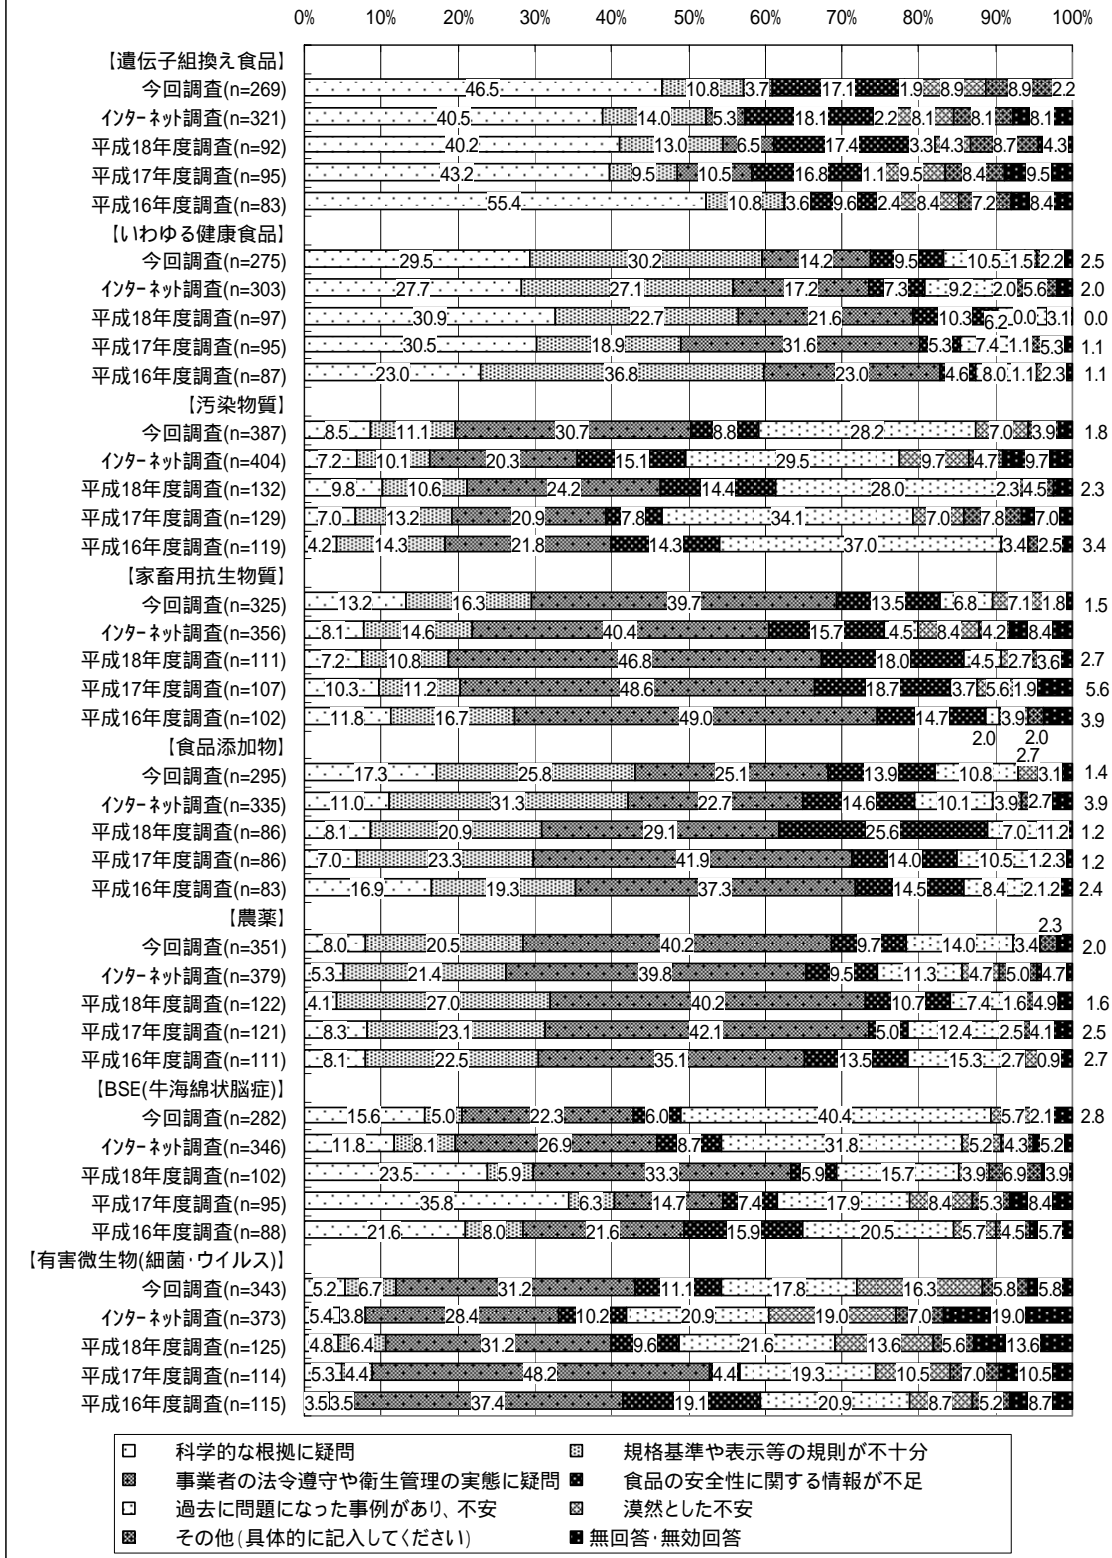 0% 10% 20% 30% 40% 50% 60% 70% 80% 90% 100%
【遺伝子組換え食品】
今回調査(n=269) 46.5 10.8 3.7 17.1 1.9 8.9 8.9 2.2
インターネット調査(n=321) 40.5 14.0 5.3 18.1 2.2 8.1 8.1 8.1
平成18年度調査(n=92) 40.2 13.0 6.5 17.4 3.3 4.3 8.7 4.3
平成17年度調査(n=95) 43.2 9.5 10.5 16.8 1.1 9.5 8.4 9.5
平成16年度調査(n=83) 55.4 10.8 3.6 9.6 2.4 8.4 7.2 8.4
【いわゆる健康食品】
今回調査(n=275) 29.5 30.2 14.2 9.5 10.5 1.5 2.2 2.5
インターネット調査(n=303) 27.7 27.1 17.2 7.3 9.2 2.0 5.6 2.0
平成18年度調査(n=97) 30.9 22.7 21.6 10.3 6.2 0.0 3.1 0.0
平成17年度調査(n=95) 30.5 18.9 31.6 5.3 7.4 1.1 5.3 1.1
平成16年度調査(n=87) 23.0 36.8 23.0 4.6 8.0 1.1 2.3 1.1
【汚染物質】
今回調査(n=387) 8.5 11.1 30.7 8.8 28.2 7.0 3.9 1.8
インターネット調査(n=404) 7.2 10.1 20.3 15.1 29.5 9.7 4.7 9.7
平成18年度調査(n=132) 9.8 10.6 24.2 14.4 28.0 2.3 4.5 2.3
平成17年度調査(n=129) 7.0 13.2 20.9 7.8 34.1 7.0 7.8 7.0
平成16年度調査(n=119) 4.2 14.3 21.8 14.3 37.0 3.4 2.5 3.4
【家畜用抗生物質】
今回調査(n=325) 13.2 16.3 39.7 13.5 6.8 7.1 1.8 1.5
インターネット調査(n=356) 8.1 14.6 40.4 15.7 4.5 8.4 4.2 8.4
平成18年度調査(n=111) 7.2 10.8 46.8 18.0 4.5 2.7 3.6 2.7
平成17年度調査(n=107) 10.3 11.2 48.6 18.7 3.7 5.6 1.9 5.6
平成16年度調査(n=102) 11.8 16.7 49.0 14.7 3.9 3.9
2.0 2.0
【食品添加物】 2.7
今回調査(n=295) 17.3 25.8 25.1 13.9 10.8 3.1 1.4
インターネット調査(n=335) 11.0 31.3 22.7 14.6 10.1 3.9 2.7 3.9
平成18年度調査(n=86) 8.1 20.9 29.1 25.6 7.0 11.2 1.2
平成17年度調査(n=86) 7.0 23.3 41.9 14.0 10.5 1.2.3 1.2
平成16年度調査(n=83) 16.9 19.3 37.3 14.5 8.4 2.1.2 2.4
【農薬】 2.3
今回調査(n=351) 8.0 20.5 40.2 9.7 14.0 3.4 2.0
インターネット調査(n=379) 5.3 21.4 39.8 9.5 11.3 4.7 5.0 4.7
平成18年度調査(n=122) 4.1 27.0 40.2 10.7 7.4 1.6 4.9 1.6
平成17年度調査(n=121) 8.3 23.1 42.1 5.0 12.4 2.5 4.1 2.5
平成16年度調査(n=111) 8.1 22.5 35.1 13.5 15.3 2.7 0.9 2.7
【BSE(牛海綿状脳症)】
今回調査(n=282) 15.6 5.0 22.3 6.0 40.4 5.7 2.1 2.8
インターネット調査(n=346) 11.8 8.1 26.9 8.7 31.8 5.2 4.3 5.2
平成18年度調査(n=102) 23.5 5.9 33.3 5.9 15.7 3.9 6.9 3.9
平成17年度調査(n=95) 35.8 6.3 14.7 7.4 17.9 8.4 5.3 8.4
平成16年度調査(n=88) 21.6 8.0 21.6 15.9 20.5 5.7 4.5 5.7
【有害微生物(細菌・ウイルス)】
今回調査(n=343) 5.2 6.7 31.2 11.1 17.8 16.3 5.8 5.8
インターネット調査(n=373) 5.4 3.8 28.4 10.2 20.9 19.0 7.0 19.0
平成18年度調査(n=125) 4.8 6.4 31.2 9.6 21.6 13.6 5.6 13.6
平成17年度調査(n=114) 5.3 4.4 48.2 4.4 19.3 10.5 7.0 10.5
平成16年度調査(n=115) 3.5 3.5 37.4 19.1 20.9 8.7 5.2 8.7
科学的な根拠に疑問 規格基準や表示等の規則が不十分
事業者の法令遵守や衛生管理の実態に疑問 食品の安全性に関する情報が不足
過去に問題になった事例があり、不安 漠然とした不安
その他(具体的に記入してください) 無回答・無効回答